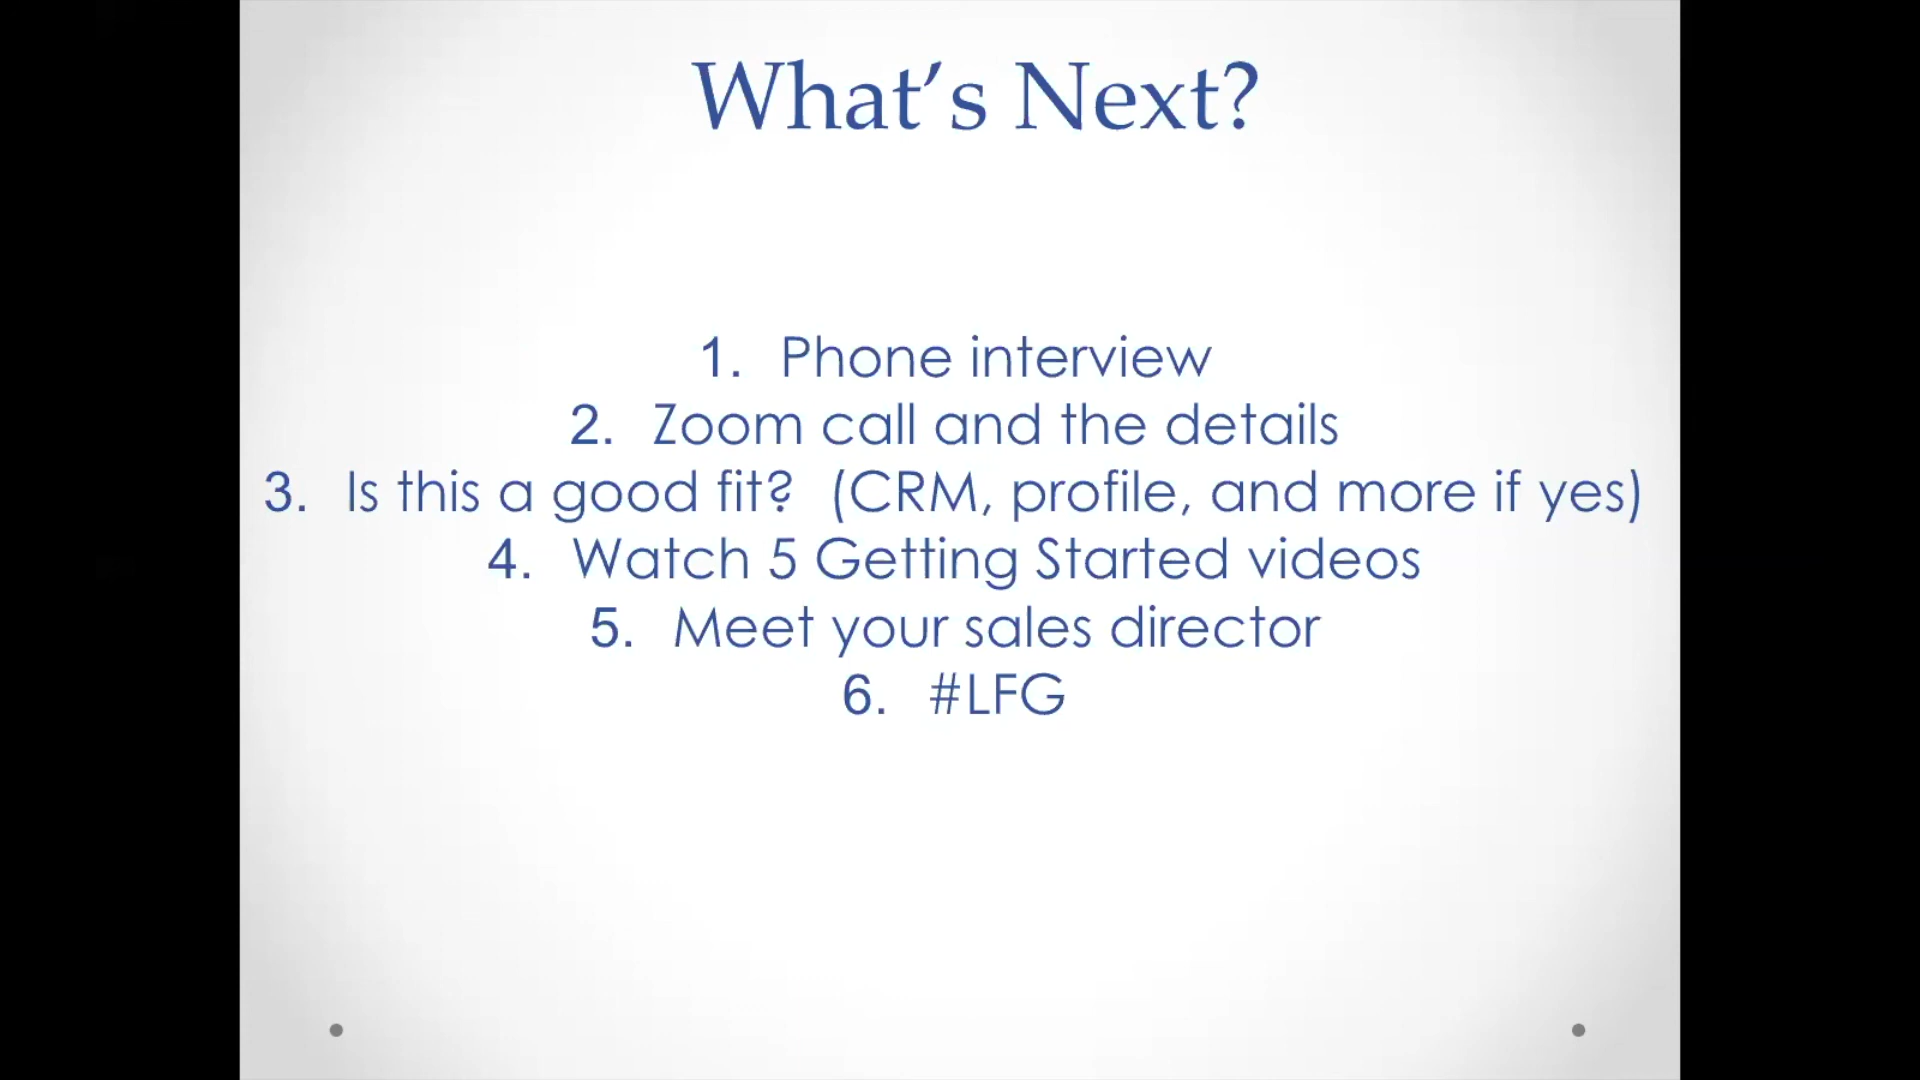 What’s Next?
1. Phone interview
2. Zoom call and the details
3. Is this a good fit? (CRM, profile, and more if yes)
4. Watch 5 Getting Started videos
5. Meet your sales director
6. #LFG